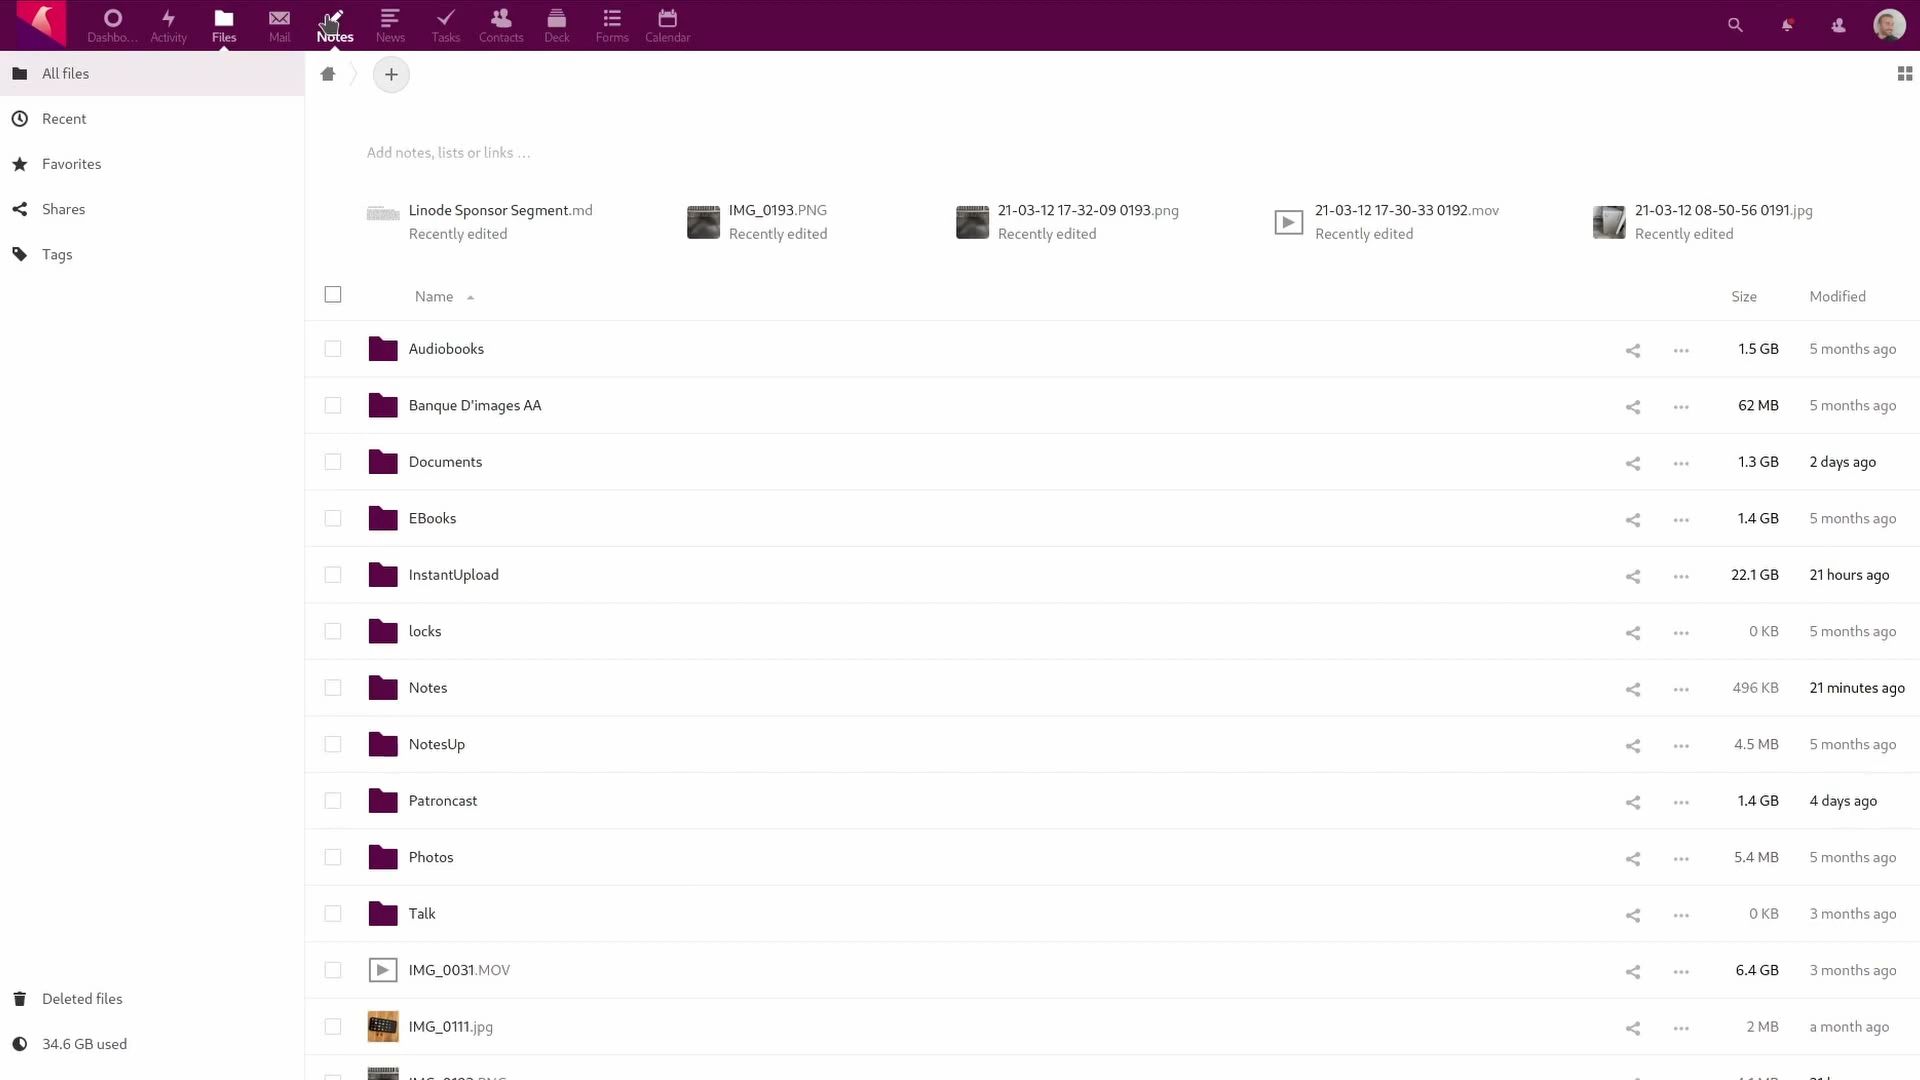 Dashbo...
Activity
Files
Mail
Notes
News
Tasks
Contacts
Deck
Forms
Calendar
All files
Recent
Favorites
Shares
Tags
Add notes, lists or links ...
Linode Sponsor Segment.md
Recently edited
IMG_0193.PNG
Recently edited
21-03-12 17-32-09 0193.png
Recently edited
21-03-12 17-30-33 0192.mov
Recently edited
21-03-12 08-50-56 0191.jpg
Recently edited
Name Size Modified
Audiobooks 1.5 GB 5 months ago
Banque D'images AA 62 MB 5 months ago
Documents 1.3 GB 2 days ago
EBooks 1.4 GB 5 months ago
InstantUpload 22.1 GB 21 hours ago
locks 0 KB 5 months ago
Notes 496 KB 21 minutes ago
NotesUp 4.5 MB 5 months ago
Patroncast 1.4 GB 4 days ago
Photos 5.4 MB 5 months ago
Talk 0 KB 3 months ago
IMG_0031.MOV 6.4 GB 3 months ago
IMG_0111.jpg 2 MB a month ago
Deleted files
34.6 GB used